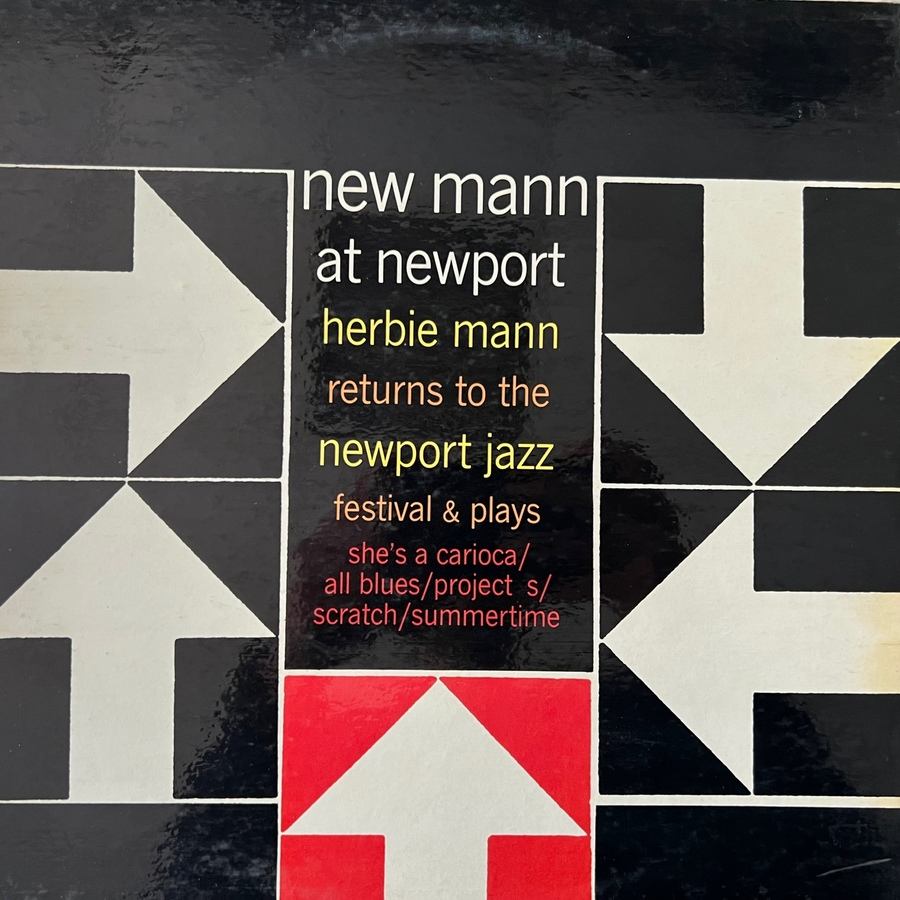 new mann
at newport
herbie mann
returns to the
newport jazz
festival & plays
she's a carioca/
all blues/project s/
scratch/summertime